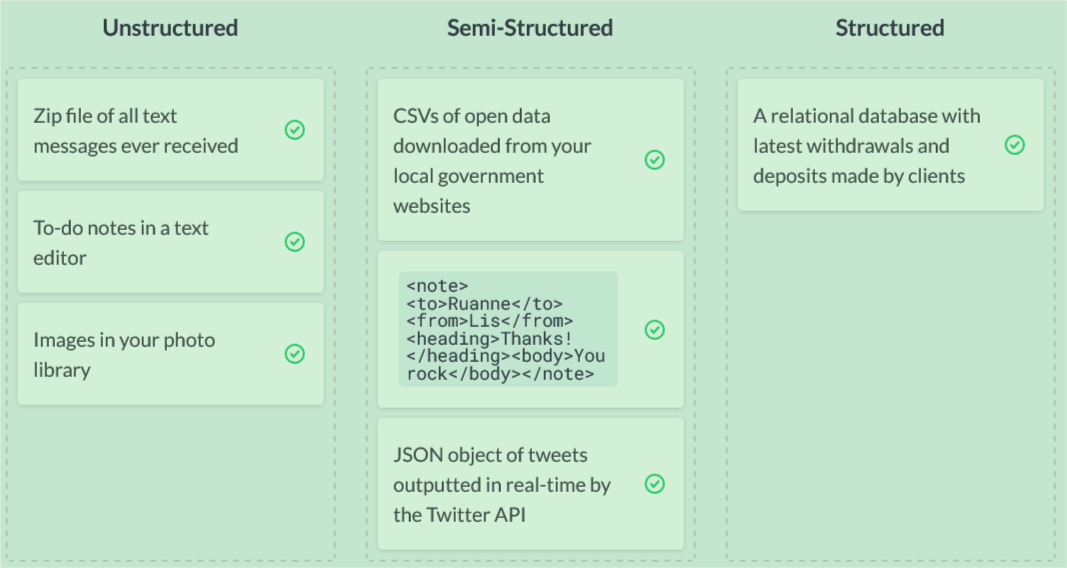 Unstructured
Semi-Structured
Structured
Zip file of all text
messages ever received
To-do notes in a text
editor
Images in your photo
library
CSVs of open data
downloaded from your
local government
websites
<note>
<to>Ruanne</to>
<from>Lis</from>
<heading>Thanks!
</heading><body>You
rock</body></note>
JSON object of tweets
outputted in real-time by
the Twitter API
A relational database with
latest withdrawals and
deposits made by clients